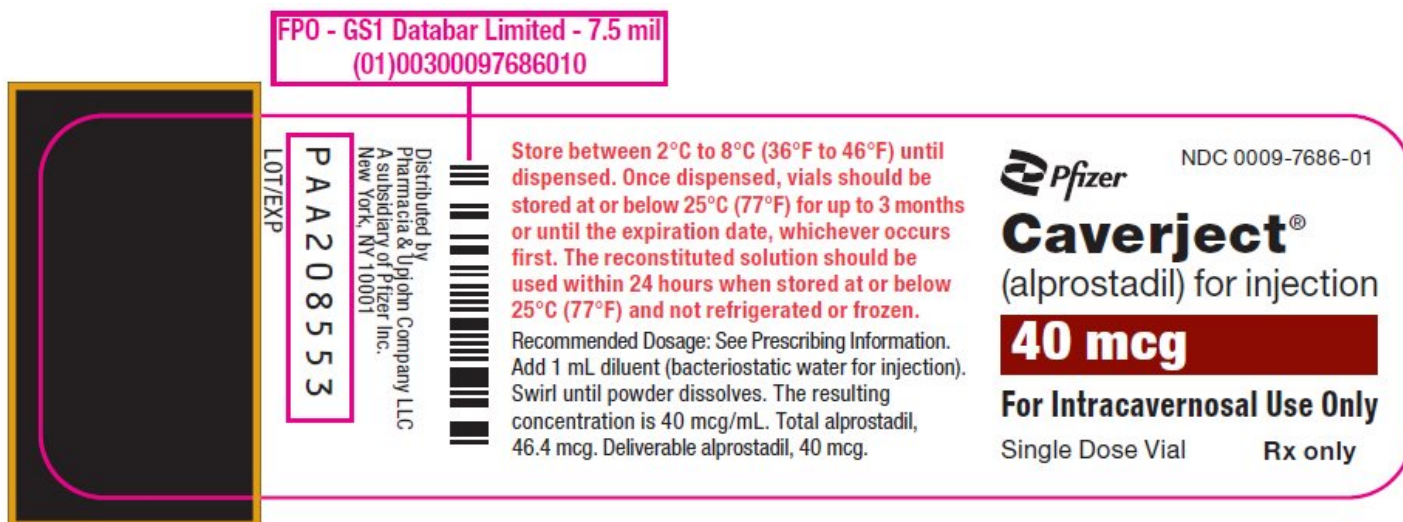 FPO - GS1 Databar Limited - 7.5 mil
(01)00300097686010
LOT/EXP
PAA208553
Distributed by
Pharmacia & Upjohn Company LLC
A subsidiary of Pfizer Inc.
New York, NY 10001
Store between 2°C to 8°C (36°F to 46°F) until
dispensed. Once dispensed, vials should be
stored at or below 25°C (77°F) for up to 3 months
or until the expiration date, whichever occurs
first. The reconstituted solution should be
used within 24 hours when stored at or below
25°C (77°F) and not refrigerated or frozen.
Recommended Dosage: See Prescribing Information.
Add 1 mL diluent (bacteriostatic water for injection).
Swirl until powder dissolves. The resulting
concentration is 40 mcg/mL. Total alprostadil,
46.4 mcg. Deliverable alprostadil, 40 mcg.
Pfizer
NDC 0009-7686-01
Caverject®
(alprostadil) for injection
40 mcg
For Intracavernosal Use Only
Single Dose Vial Rx only